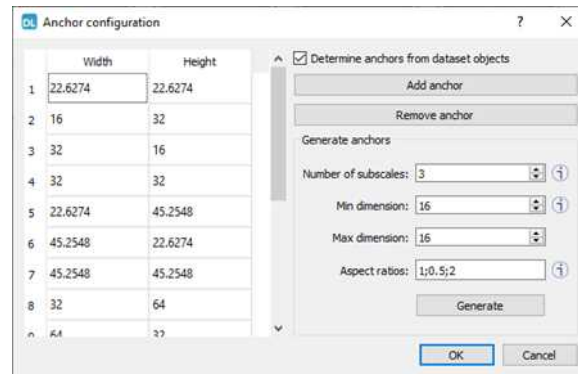 DL Anchor configuration ? ×
Width Height
1 22.6274 22.6274
2 16 32
3 32 16
4 32 32
5 22.6274 45.2548
6 45.2548 22.6274
7 45.2548 45.2548
8 32 64
9 64 32
Determine anchors from dataset objects
Add anchor
Remove anchor
Generate anchors
Number of subscales: 3
Min dimension: 16
Max dimension: 16
Aspect ratios: 1;0.5;2
Generate
OK Cancel